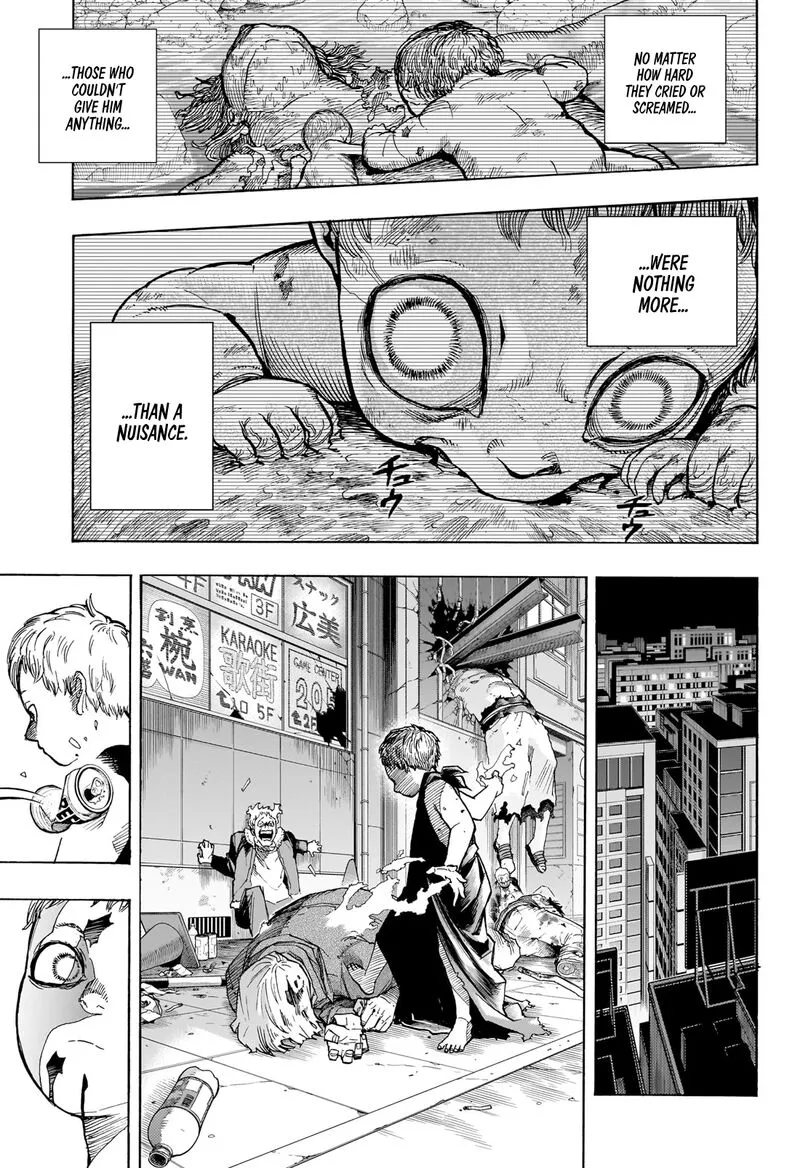 NO MATTER
HOW HARD
THEY CRIED OR
SCREAMED...
...THOSE WHO
COULDN'T
GIVE HIM
ANYTHING...
...WERE
NOTHING
MORE...
...THAN A
NUISANCE.
チュウ
チュウ
4F
3F
スナック
広美
割烹
椀
WAN
KARAOKE
歌街
5F
GAME CENTER
2F